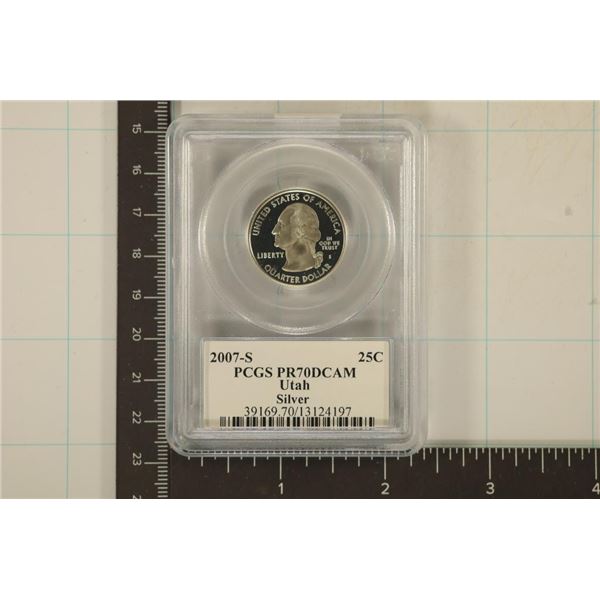 UNITED STATES OF AMERICA
LIBERTY
IN
GOD WE
TRUST
S
QUARTER DOLLAR
2007-S 25C
PCGS PR70DCAM
Utah
Silver
39169.70/13124197
15
16
17
18
19
20
21
22
23
1 2 3 4